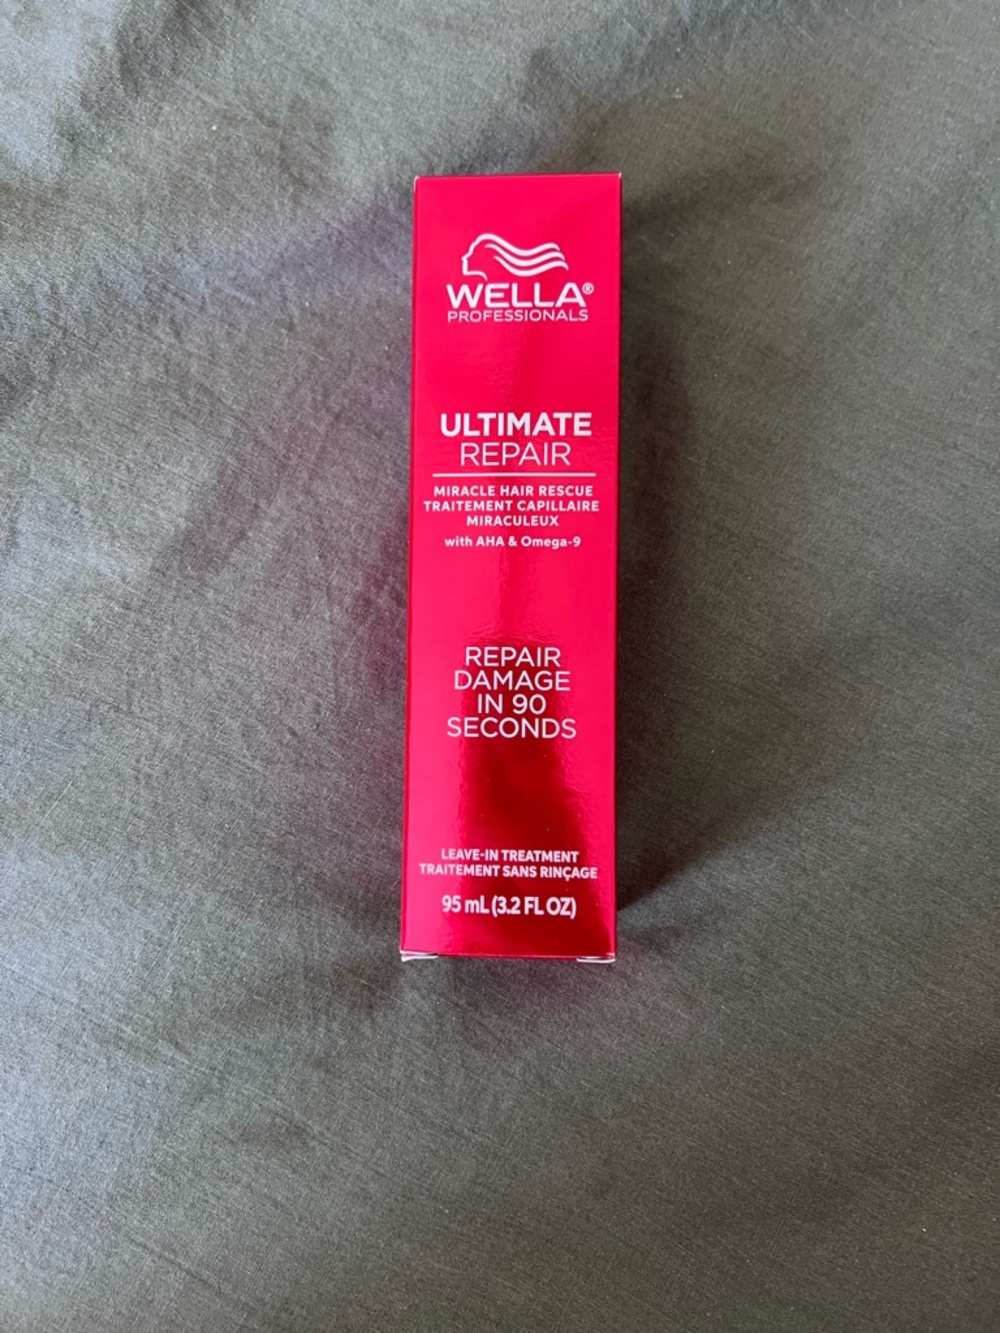 WELLA®
PROFESSIONALS
ULTIMATE
REPAIR
MIRACLE HAIR RESCUE
TRAITEMENT CAPILLAIRE
MIRACULEUX
with AHA & Omega-9
REPAIR
DAMAGE
IN 90
SECONDS
LEAVE-IN TREATMENT
TRAITEMENT SANS RINÇAGE
95 mL (3.2 FL OZ)